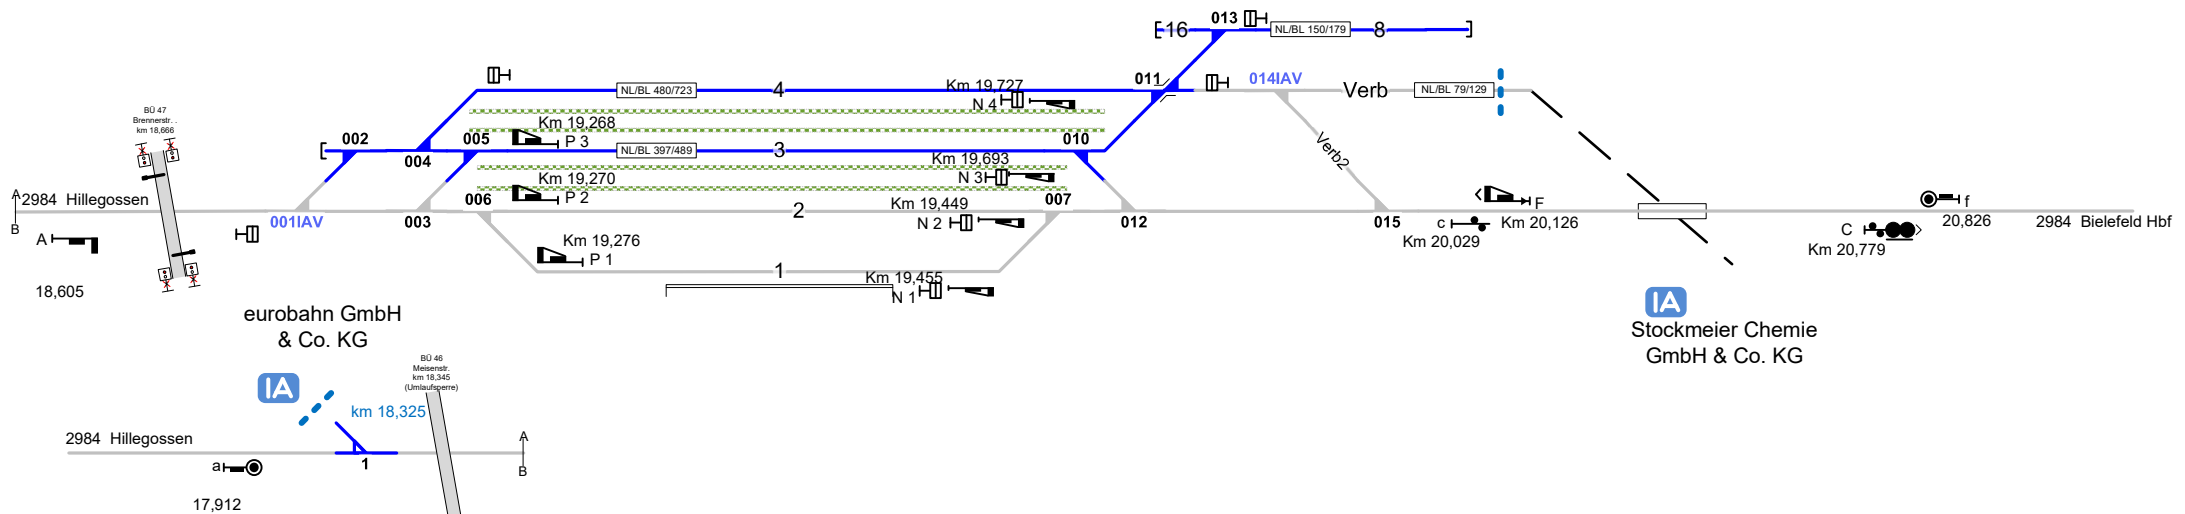 013
16
NL/BL 150/179
8
011
014IAV
Km 19,727
NL/BL 480/723
4
Verb
NL/BL 79/129
N 4
BÜ 47
Brennerstr. .
km 18,666
Km 19,268
002
005
P 3
010
004
NL/BL 397/489
3
Km 19,693
Verb2
Km 19,270
N 3
A
2984 Hillegossen
B
P 2
006
Km 19,449
007
2
F
f
001IAV
003
N 2
012
015
c
Km 20,126
20,826
2984 Bielefeld Hbf
A
Km 19,276
Km 20,029
C
Km 20,779
P 1
1
Km 19,455
18,605
N 1
IA
eurobahn GmbH
& Co. KG
Stockmeier Chemie
GmbH & Co. KG
BÜ 46
Meisenstr.
km 18,345
(Umlaufsperre)
IA
km 18,325
2984 Hillegossen
A
B
a
1
17,912